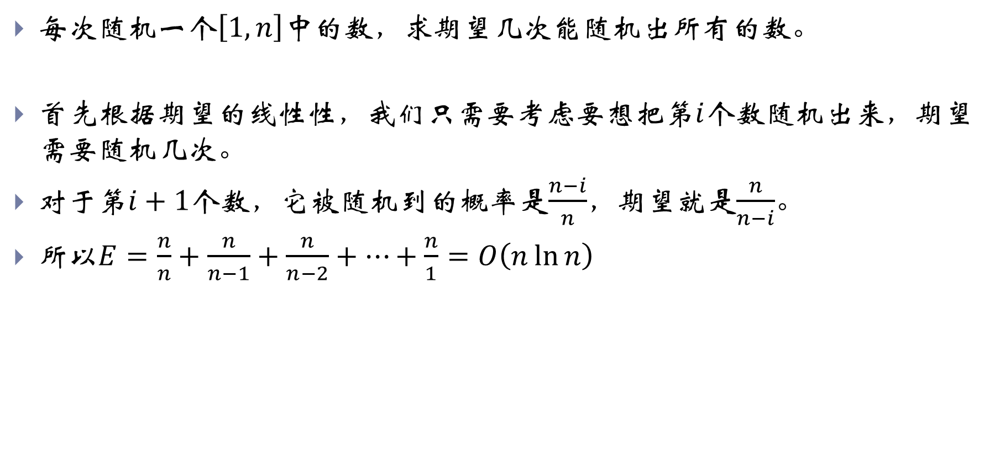 每次随机一个[1, n]中的数，求期望几次能随机出所有的数。
首先根据期望的线性性，我们只需要考虑要想把第i个数随机出来，期望
需要随机几次。
对于第i + 1个数，它被随机到的概率是\frac{n-i}{n}，期望就是\frac{n}{n-i}。
所以E = \frac{n}{n} + \frac{n}{n-1} + \frac{n}{n-2} + ⋯ + \frac{n}{1} = O(n ln n)